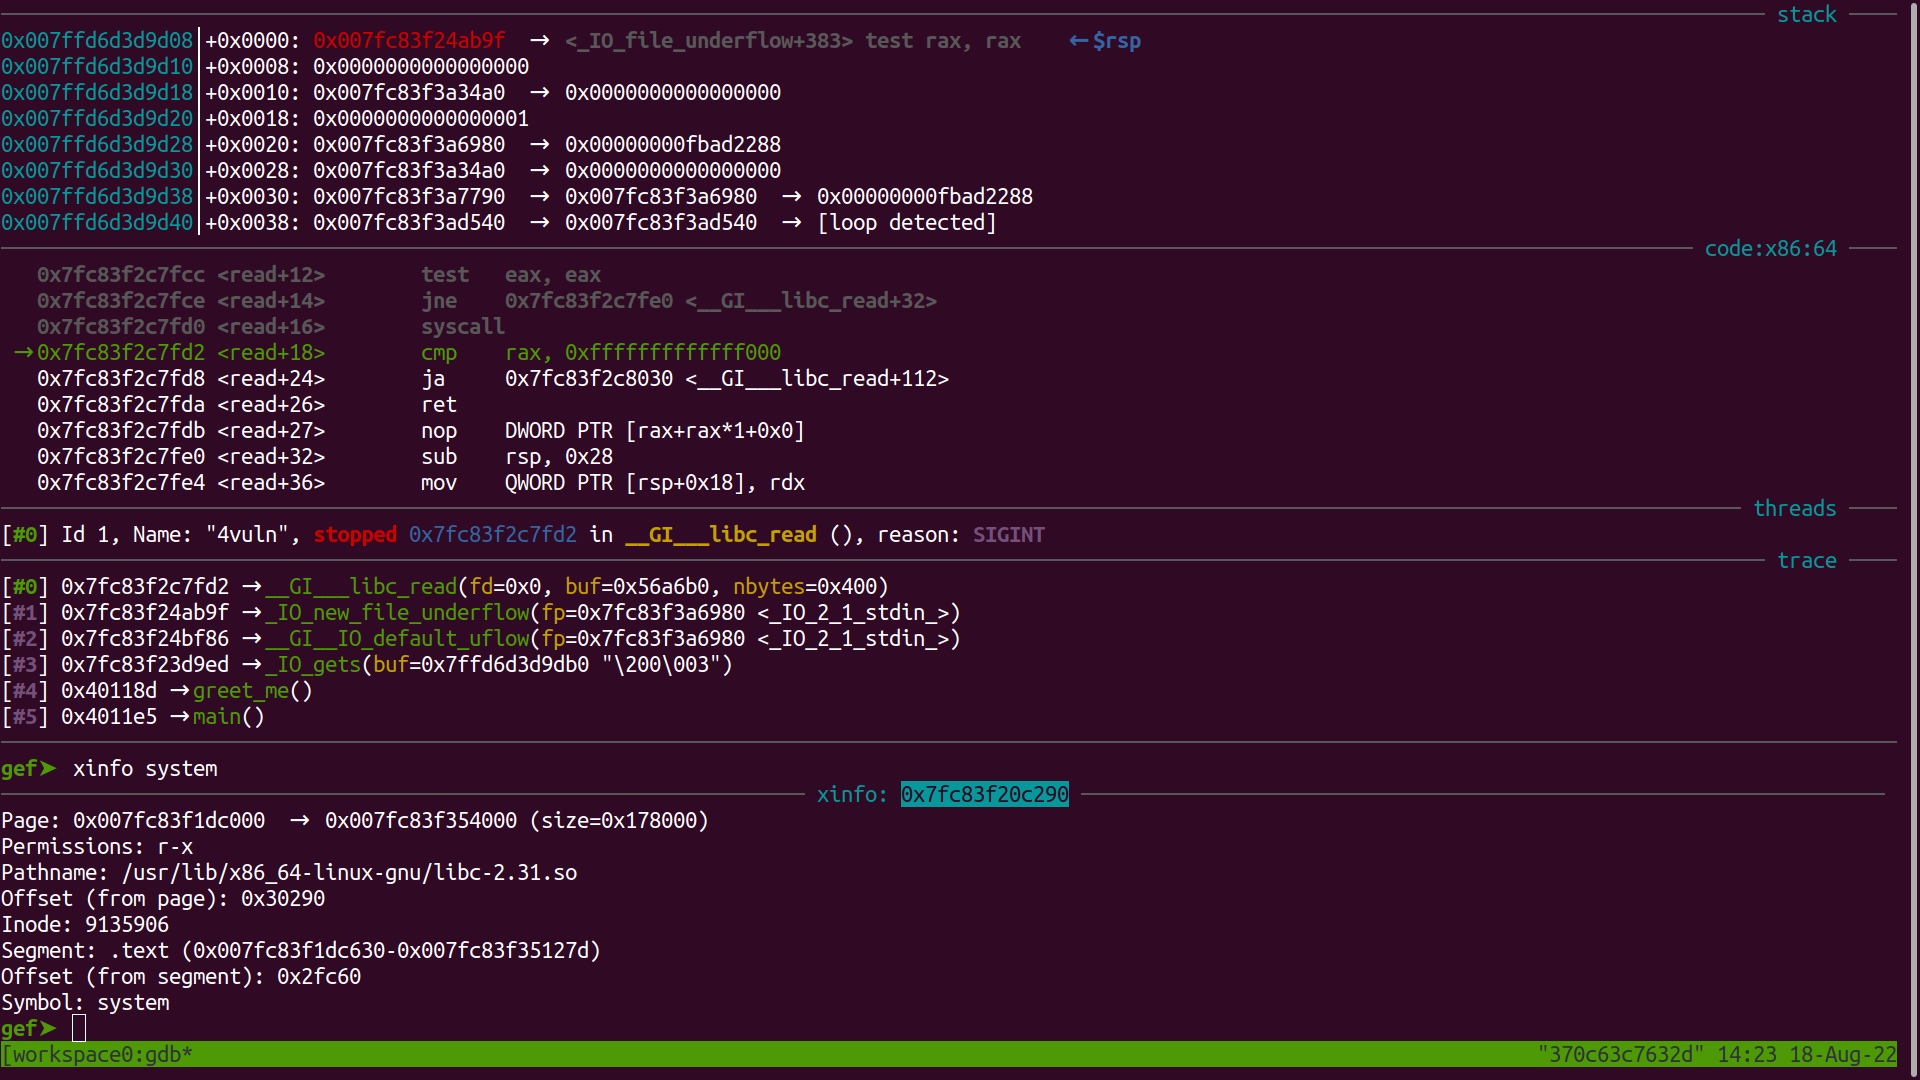 stack
0x007ffd6d3d9d08│+0x0000: 0x007fc83f24ab9f  →  <_IO_file_underflow+383> test rax, rax    ←$rsp
0x007ffd6d3d9d10│+0x0008: 0x0000000000000000
0x007ffd6d3d9d18│+0x0010: 0x007fc83f3a34a0  →  0x0000000000000000
0x007ffd6d3d9d20│+0x0018: 0x0000000000000001
0x007ffd6d3d9d28│+0x0020: 0x007fc83f3a6980  →  0x00000000fbad2288
0x007ffd6d3d9d30│+0x0028: 0x007fc83f3a34a0  →  0x0000000000000000
0x007ffd6d3d9d38│+0x0030: 0x007fc83f3a7790  →  0x007fc83f3a6980  →  0x00000000fbad2288
0x007ffd6d3d9d40│+0x0038: 0x007fc83f3ad540  →  0x007fc83f3ad540  →  [loop detected]
code:x86:64
0x7fc83f2c7fcc <read+12>        test   eax, eax
0x7fc83f2c7fce <read+14>        jne    0x7fc83f2c7fe0 <__GI___libc_read+32>
0x7fc83f2c7fd0 <read+16>        syscall
→0x7fc83f2c7fd2 <read+18>        cmp    rax, 0xfffffffffffff000
0x7fc83f2c7fd8 <read+24>        ja     0x7fc83f2c8030 <__GI___libc_read+112>
0x7fc83f2c7fda <read+26>        ret
0x7fc83f2c7fdb <read+27>        nop    DWORD PTR [rax+rax*1+0x0]
0x7fc83f2c7fe0 <read+32>        sub    rsp, 0x28
0x7fc83f2c7fe4 <read+36>        mov    QWORD PTR [rsp+0x18], rdx
threads
[#0] Id 1, Name: "4vuln", stopped 0x7fc83f2c7fd2 in __GI___libc_read (), reason: SIGINT
trace
[#0] 0x7fc83f2c7fd2 →__GI___libc_read(fd=0x0, buf=0x56a6b0, nbytes=0x400)
[#1] 0x7fc83f24ab9f →_IO_new_file_underflow(fp=0x7fc83f3a6980 <_IO_2_1_stdin_>)
[#2] 0x7fc83f24bf86 →__GI__IO_default_uflow(fp=0x7fc83f3a6980 <_IO_2_1_stdin_>)
[#3] 0x7fc83f23d9ed →_IO_gets(buf=0x7ffd6d3d9db0 "\200\003")
[#4] 0x40118d →greet_me()
[#5] 0x4011e5 →main()
gef➤  xinfo system
xinfo: 0x7fc83f20c290
Page: 0x007fc83f1dc000  →  0x007fc83f354000 (size=0x178000)
Permissions: r-x
Pathname: /usr/lib/x86_64-linux-gnu/libc-2.31.so
Offset (from page): 0x30290
Inode: 9135906
Segment: .text (0x007fc83f1dc630-0x007fc83f35127d)
Offset (from segment): 0x2fc60
Symbol: system
gef➤
[workspace0:gdb* "370c63c7632d" 14:23 18-Aug-22